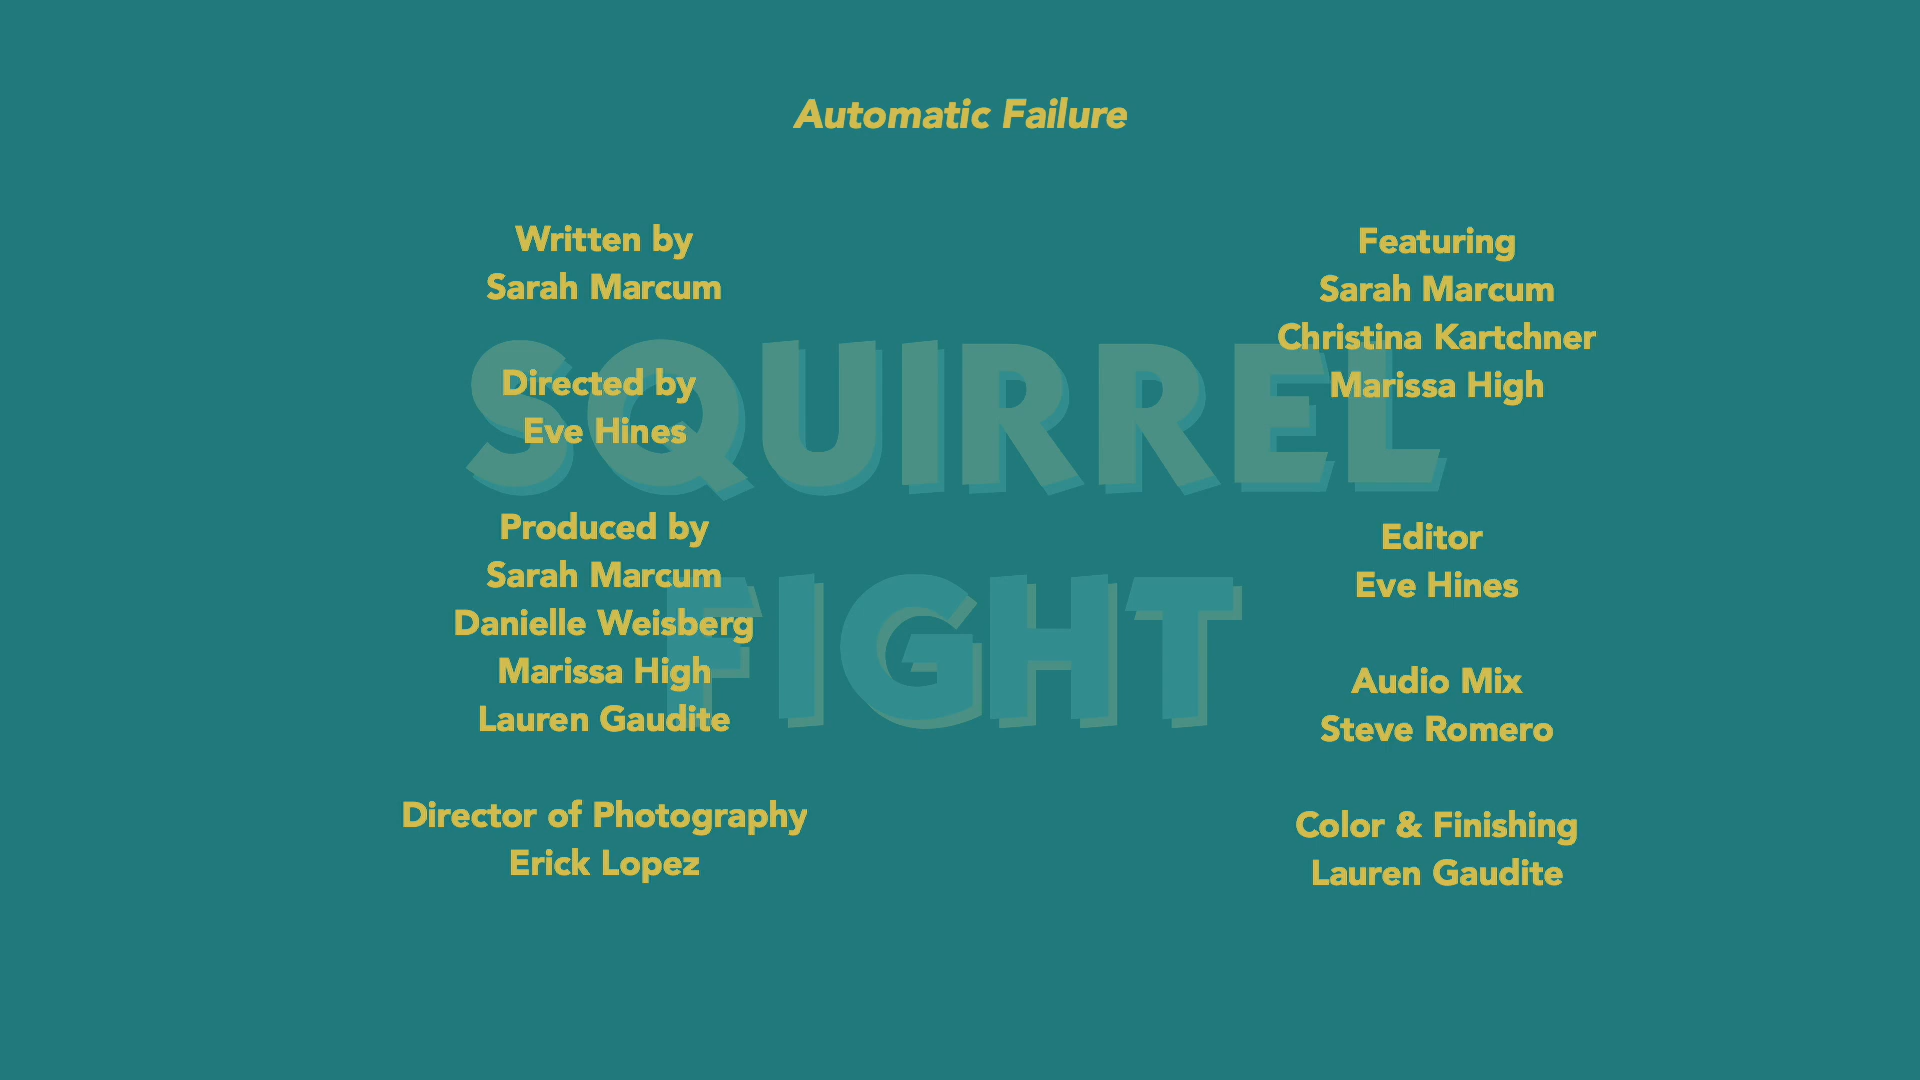 Automatic Failure
Written by
Sarah Marcum
Directed by
Eve Hines
Produced by
Sarah Marcum
Danielle Weisberg
Marissa High
Lauren Gaudite
Director of Photography
Erick Lopez
Featuring
Sarah Marcum
Christina Kartchner
Marissa High
Editor
Eve Hines
Audio Mix
Steve Romero
Color & Finishing
Lauren Gaudite
SQUIRREL
FIGHT